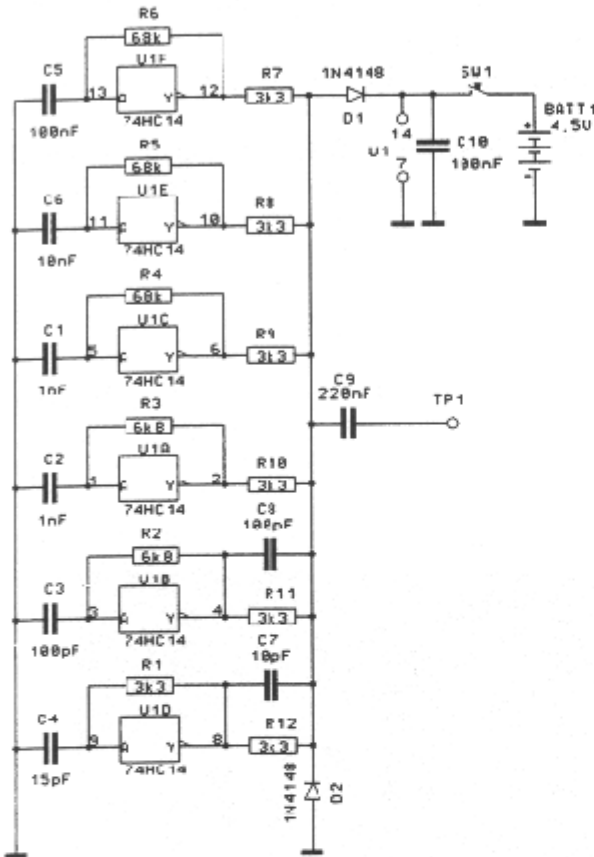 R6
68k
C5
U1F
13
A
Y
12
R7
3k3
1N4148
D1
SW1
BATT1
4.5V
+
-
14
U1
7
C10
100nF
74HC14
100nF
R5
68k
C6
U1E
11
A
Y
10
R8
3k3
74HC14
10nF
R4
68k
C1
U1C
5
A
Y
6
R9
3k3
74HC14
1nF
C9
220nF
TP1
R3
6k8
C2
U1A
1
A
Y
2
R10
3k3
74HC14
1nF
C8
100pF
R2
6k8
C3
U1B
3
A
Y
4
R11
3k3
74HC14
100pF
C7
10pF
R1
3k3
C4
U1D
9
A
Y
8
R12
3k3
74HC14
15pF
1N4148
D2